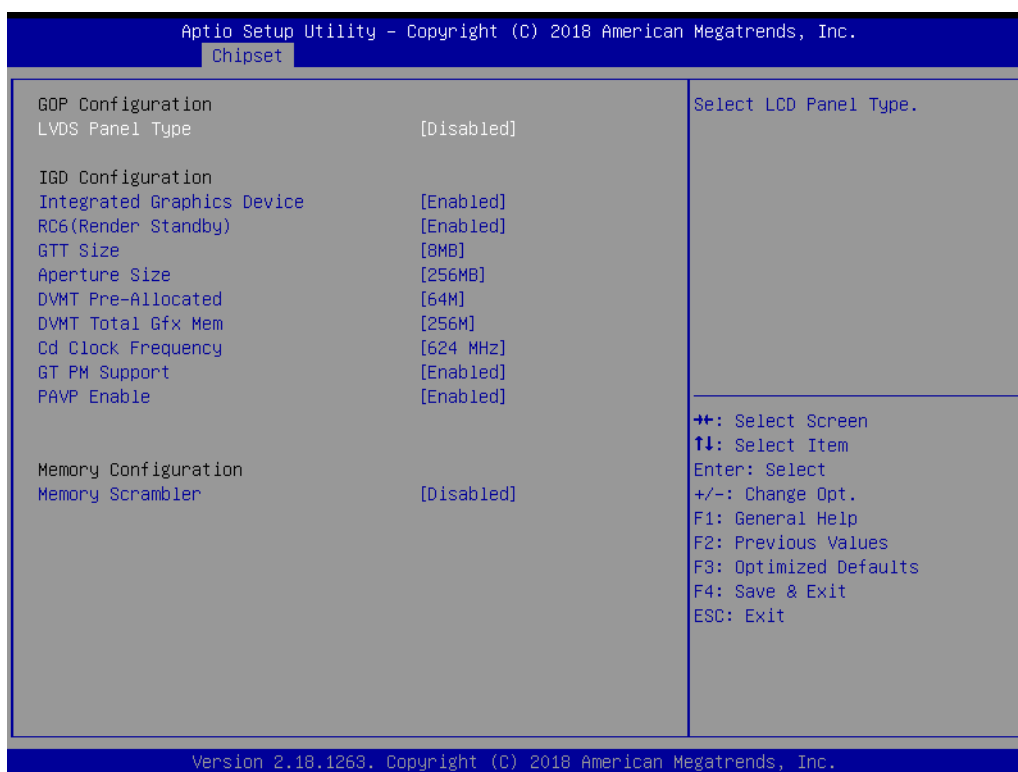 Aptio Setup Utility – Copyright (C) 2018 American Megatrends, Inc.
Chipset
GOP Configuration
LVDS Panel Type [Disabled]
IGD Configuration
Integrated Graphics Device [Enabled]
RC6(Render Standby) [Enabled]
GTT Size [8MB]
Aperture Size [256MB]
DVMT Pre-Allocated [64M]
DVMT Total Gfx Mem [256M]
Cd Clock Frequency [624 MHz]
GT PM Support [Enabled]
PAVP Enable [Enabled]
Memory Configuration
Memory Scrambler [Disabled]
Select LCD Panel Type.
→←: Select Screen
↑↓: Select Item
Enter: Select
+/-: Change Opt.
F1: General Help
F2: Previous Values
F3: Optimized Defaults
F4: Save & Exit
ESC: Exit
Version 2.18.1263. Copyright (C) 2018 American Megatrends, Inc.